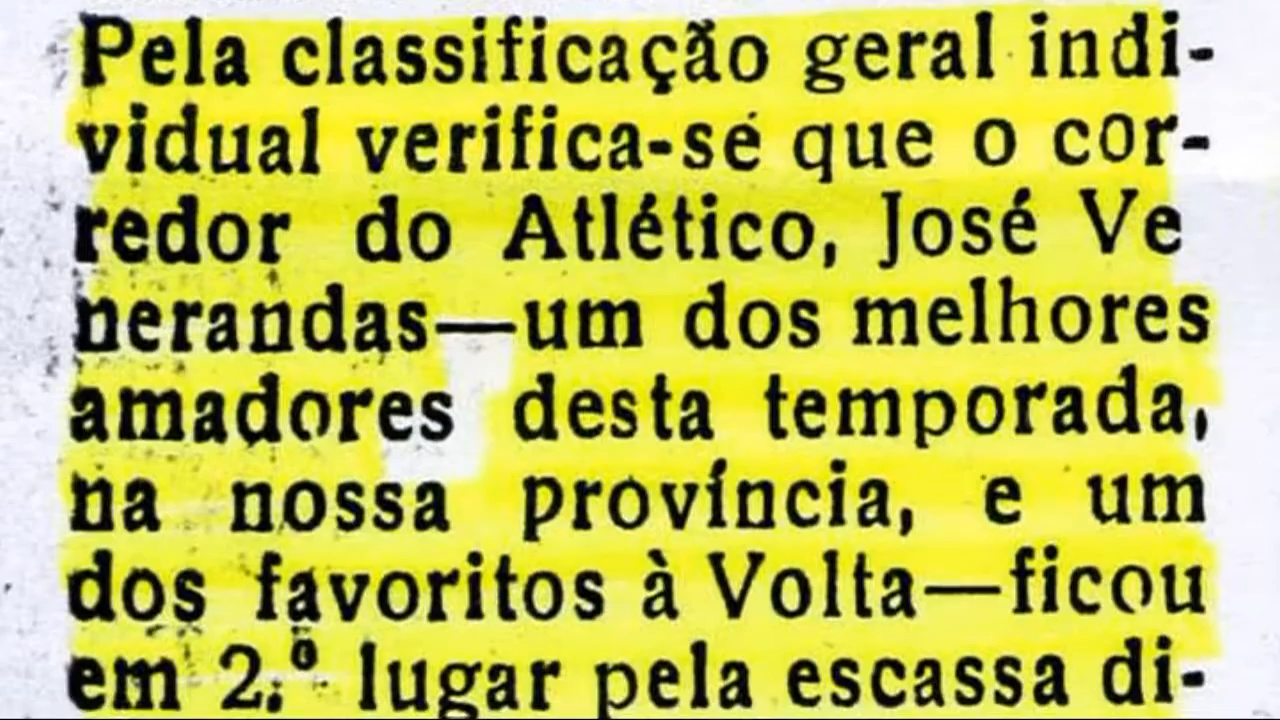 Pela classificação geral indi-
vidual verifica-se que o cor-
redor do Atlético, José Ve
nerandas—um dos melhores
amadores desta temporada,
na nossa província, e um
dos favoritos à Volta—ficou
em 2.º lugar pela escassa di-